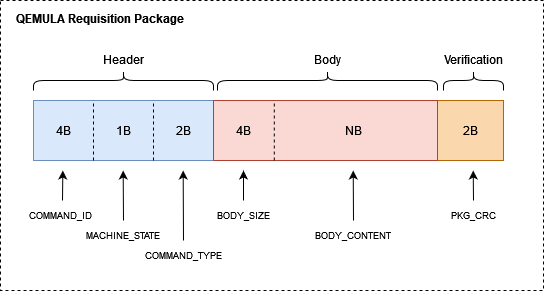 QEMULA Requisition Package
Header Body Verification
4B 1B 2B 4B NB 2B
COMMAND_ID BODY_SIZE PKG_CRC
MACHINE_STATE BODY_CONTENT
COMMAND_TYPE